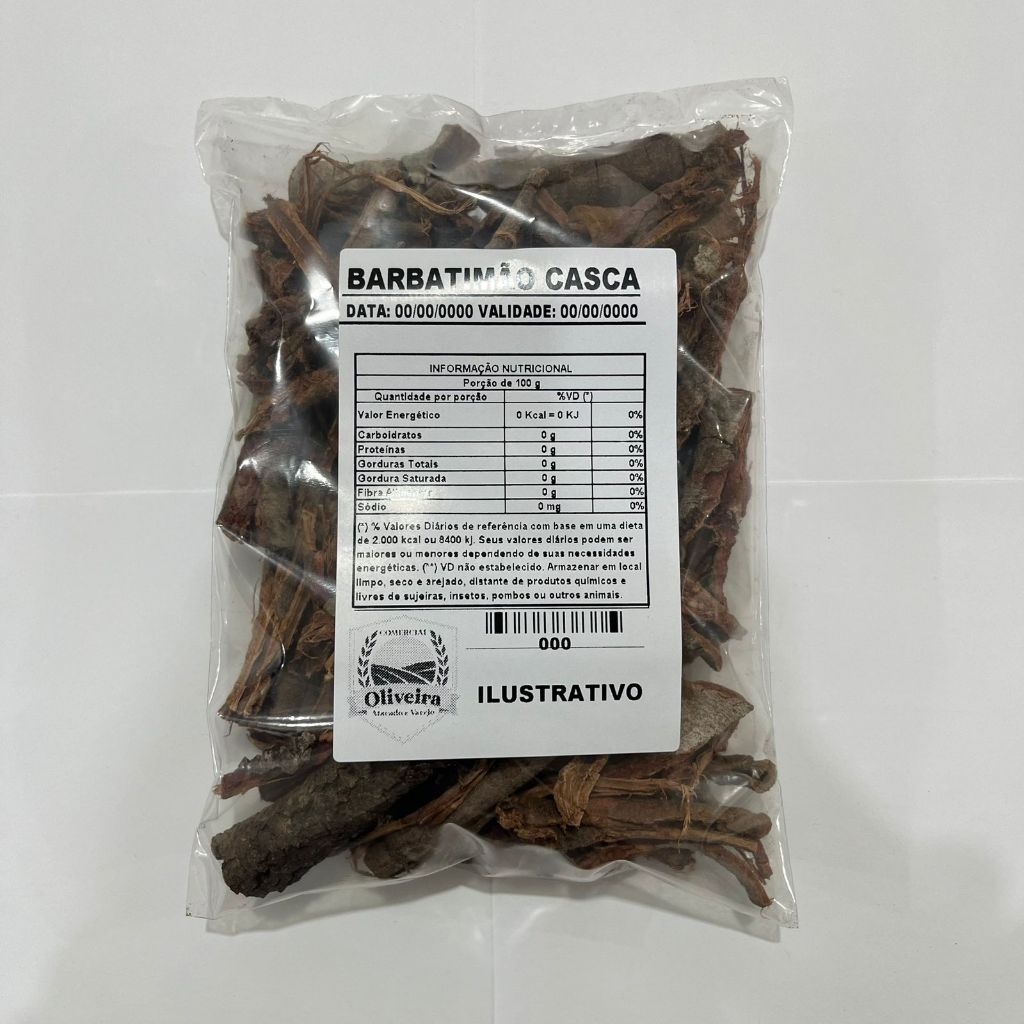 BARBATIMÃO CASCA
DATA: 00/00/0000 VALIDADE: 00/00/0000
INFORMAÇÃO NUTRICIONAL
Porção de 100 g
Quantidade por porção %VD (*)
Valor Energético 0 Kcal = 0 KJ 0%
Carboidratos 0 g 0%
Proteínas 0 g 0%
Gorduras Totais 0 g 0%
Gordura Saturada 0 g 0%
Fibra 0 g 0%
Sódio 0 mg 0%
(*) % Valores Diários de referência com base em uma dieta
de 2.000 kcal ou 8400 kj. Seus valores diários podem ser
maiores ou menores dependendo de suas necessidades
energéticas. (**) VD não estabelecido. Armazenar em local
limpo, seco e arejado, distante de produtos químicos e
livres de sujeiras, insetos, pombos ou outros animais.
COMERCIAL
Oliveira
Atacado e Varejo
000
ILUSTRATIVO